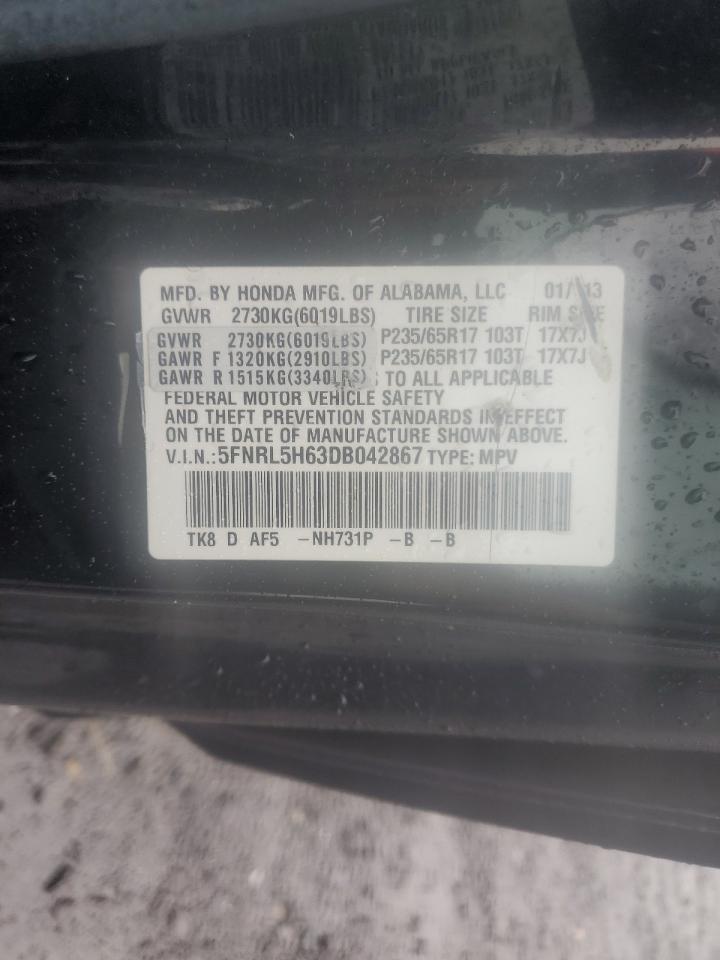 MFD. BY HONDA MFG. OF ALABAMA, LLC 01/13
GVWR 2730KG(6019LBS) TIRE SIZE RIM SIZE
GVWR 2730KG(6019LBS) P235/65R17 103T 17X7J
GAWR F 1320KG(2910LBS) P235/65R17 103T 17X7J
GAWR R 1515KG(3340LBS) TO ALL APPLICABLE
FEDERAL MOTOR VEHICLE SAFETY
AND THEFT PREVENTION STANDARDS IN EFFECT
ON THE DATE OF MANUFACTURE SHOWN ABOVE.
V.I.N.: 5FNRL5H63DB042867 TYPE: MPV
TK8 D AF5 –NH731P –B –B